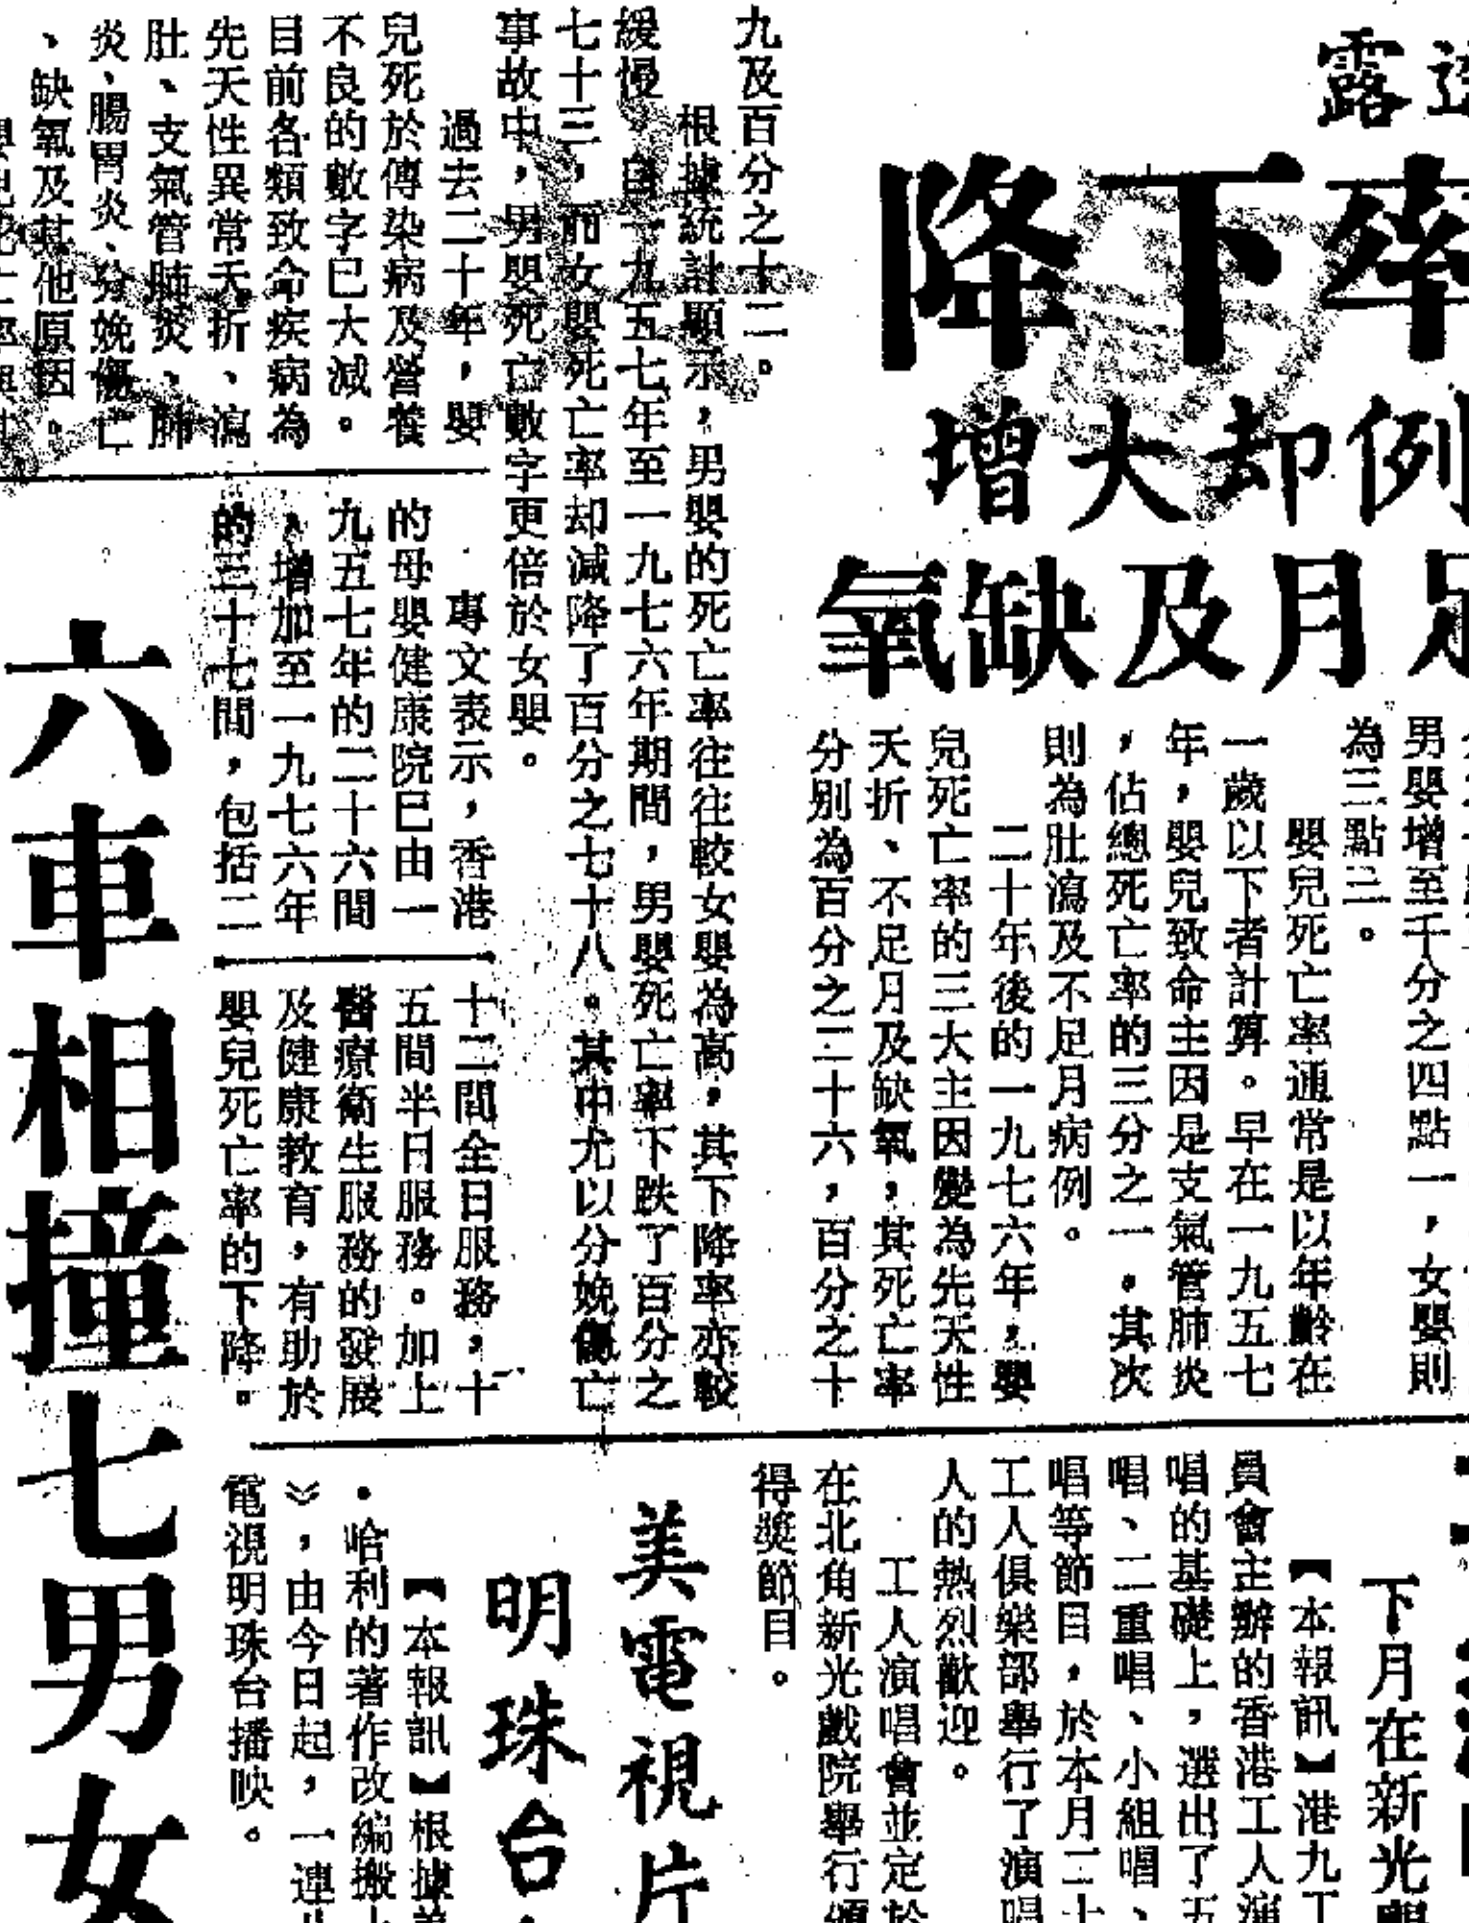 露
降下率
增大却例
氧缺及月足
男嬰增至千分之四點一，女嬰則
為三點三。
嬰兒死亡率通常是以年齡在
一歲以下者計算。早在一九五七
年，嬰兒致命主因是支氣管肺炎
，佔總死亡率的三分之一。其次
則為肚瀉及不足月病例。
二十年後的一九七六年，嬰
兒死亡率的三大主因變為先天性
夭折、不足月及缺氧，其死亡率
分別為百分之二十六，百分之十
九及百分之十二。
根據統計顯示，男嬰的死亡率往往較女嬰為高，其下降率亦較
緩慢。自一九五七年至一九七六年期間，男嬰死亡率下跌了百分之
七十三，而女嬰死亡率却減降了百分之七十八。其中尤以分娩傷亡
事故中，男嬰死亡數字更倍於女嬰。
過去二十年，嬰
兒死於傳染病及營養
不良的數字已大減。
目前各類致命疾病為
先天性異常夭折、瀉
肚、支氣管肺炎、肺
炎、腸胃炎、分娩傷亡
、缺氧及其他原因。
專文表示，香港
的母嬰健康院已由一
九五七年的二十六間
，增加至一九七六年
的三十七間，包括二
十二間全日服務，十
五間半日服務。加上
醫療衞生服務的發展
及健康教育，有助於
嬰兒死亡率的下降。
六車相撞七男女
下月在新光
【本報訊】港九工
員會主辦的香港工人演
唱的基礎上，選出了五
唱、二重唱、小組唱、
唱等節目，於本月二十
工人俱樂部舉行了演唱
人的熱烈歡迎。
工人演唱會並定於
在北角新光戲院舉行頒
得獎節目。
美電視片
明珠台
【本報訊】根據美
・哈利的著作改編搬上
》，由今日起，一連
電視明珠台播映。